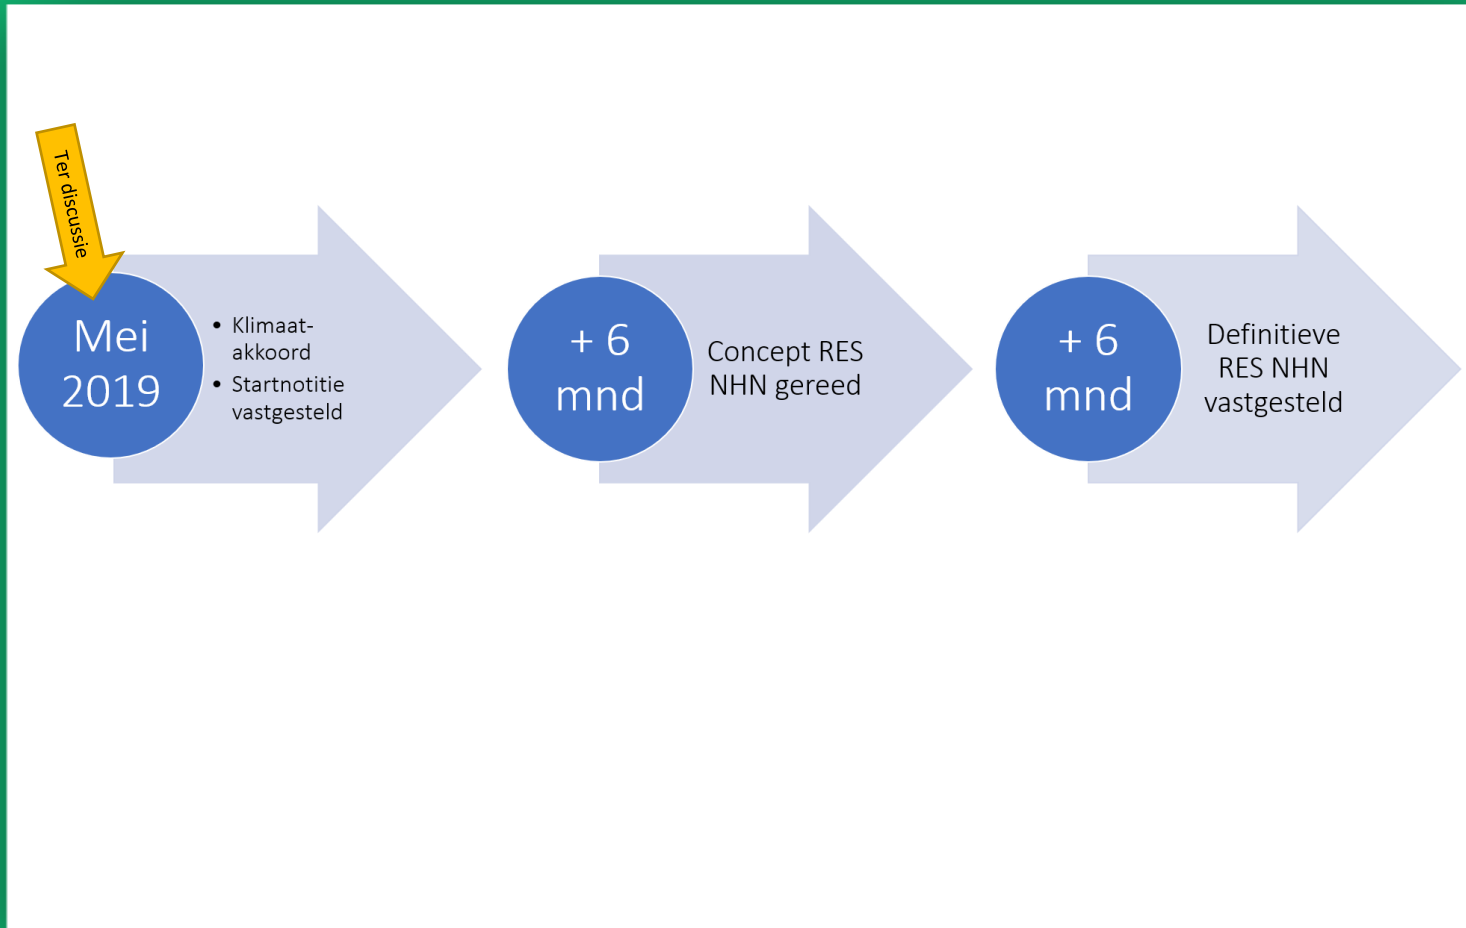 Ter discussie
Mei
2019
• Klimaat-
akkoord
• Startnotitie
vastgesteld
+ 6
mnd
Concept RES
NHN gereed
+ 6
mnd
Definitieve
RES NHN
vastgesteld